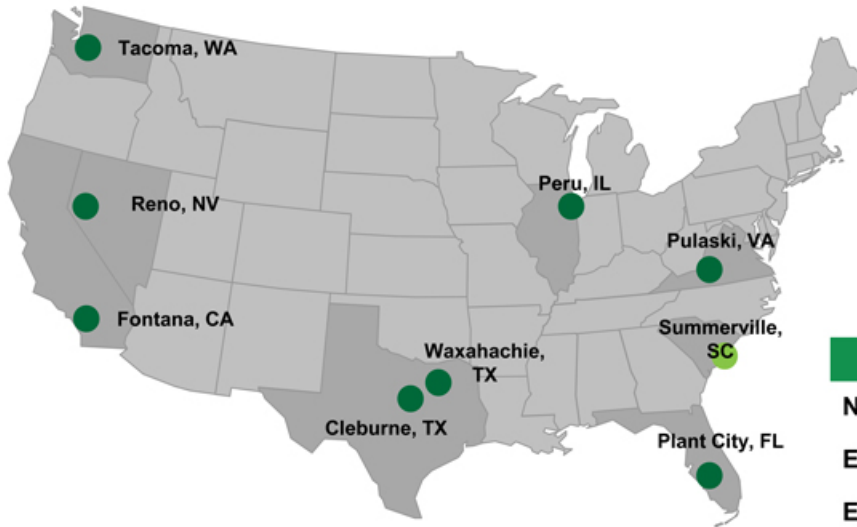 Tacoma, WA
Reno, NV
Peru, IL
Pulaski, VA
Fontana, CA
Summerville,
SC
Waxahachie,
TX
Cleburne, TX
Plant City, FL